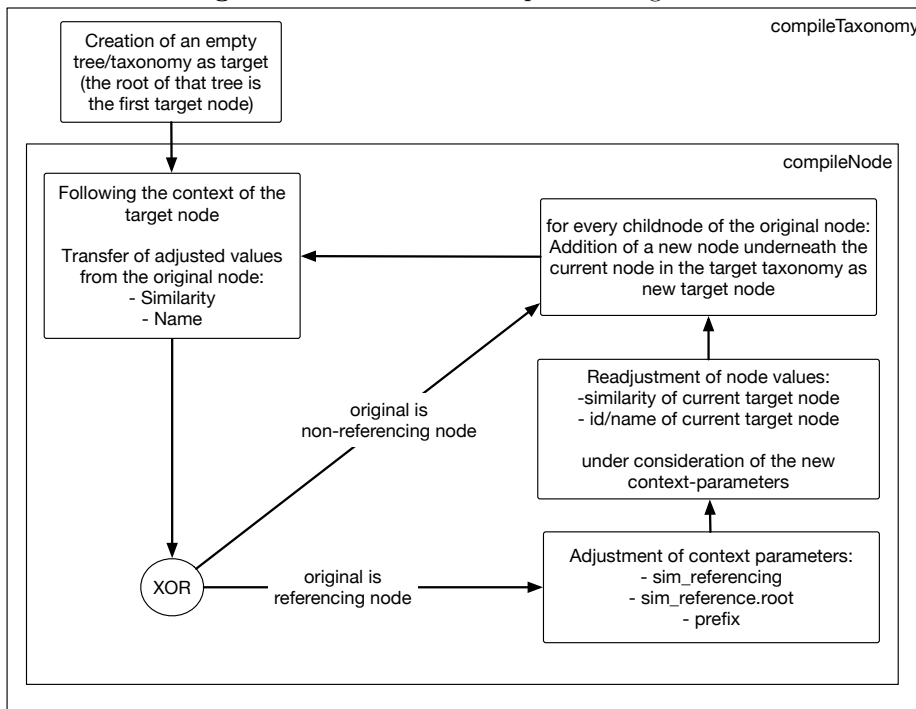 compileTaxonomy
Creation of an empty
tree/taxonomy as target
(the root of that tree is
the first target node)
compileNode
Following the context of the
target node
Transfer of adjusted values
from the original node:
- Similarity
- Name
for every childnode of the original node:
Addition of a new node underneath the
current node in the target taxonomy as
new target node
Readjustment of node values:
-similarity of current target node
- id/name of current target node
under consideration of the new
context-parameters
original is
non-referencing node
XOR
original is
referencing node
Adjustment of context parameters:
- sim_referencing
- sim_reference.root
- prefix